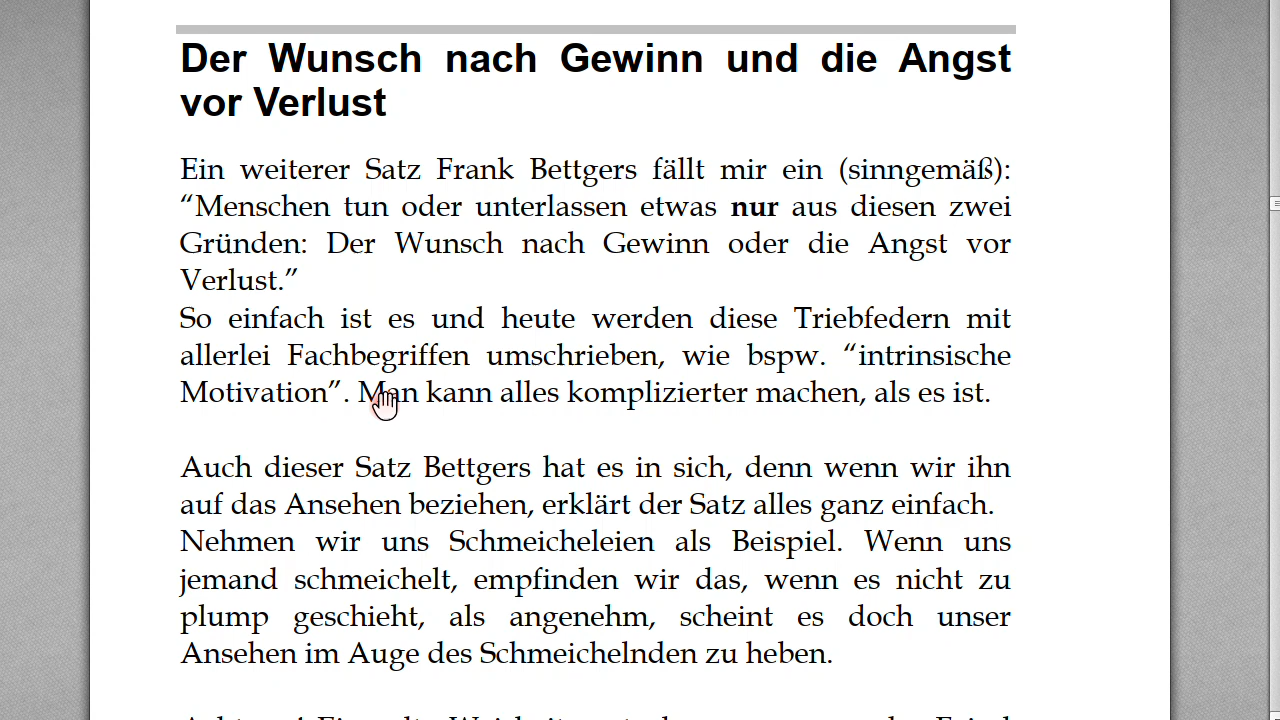 Der Wunsch nach Gewinn und die Angst
vor Verlust
Ein weiterer Satz Frank Bettgers fällt mir ein (sinngemäß):
“Menschen tun oder unterlassen etwas nur aus diesen zwei
Gründen: Der Wunsch nach Gewinn oder die Angst vor
Verlust.”
So einfach ist es und heute werden diese Triebfedern mit
allerlei Fachbegriffen umschrieben, wie bspw. “intrinsische
Motivation”. Man kann alles komplizierter machen, als es ist.
Auch dieser Satz Bettgers hat es in sich, denn wenn wir ihn
auf das Ansehen beziehen, erklärt der Satz alles ganz einfach.
Nehmen wir uns Schmeicheleien als Beispiel. Wenn uns
jemand schmeichelt, empfinden wir das, wenn es nicht zu
plump geschieht, als angenehm, scheint es doch unser
Ansehen im Auge des Schmeichelnden zu heben.